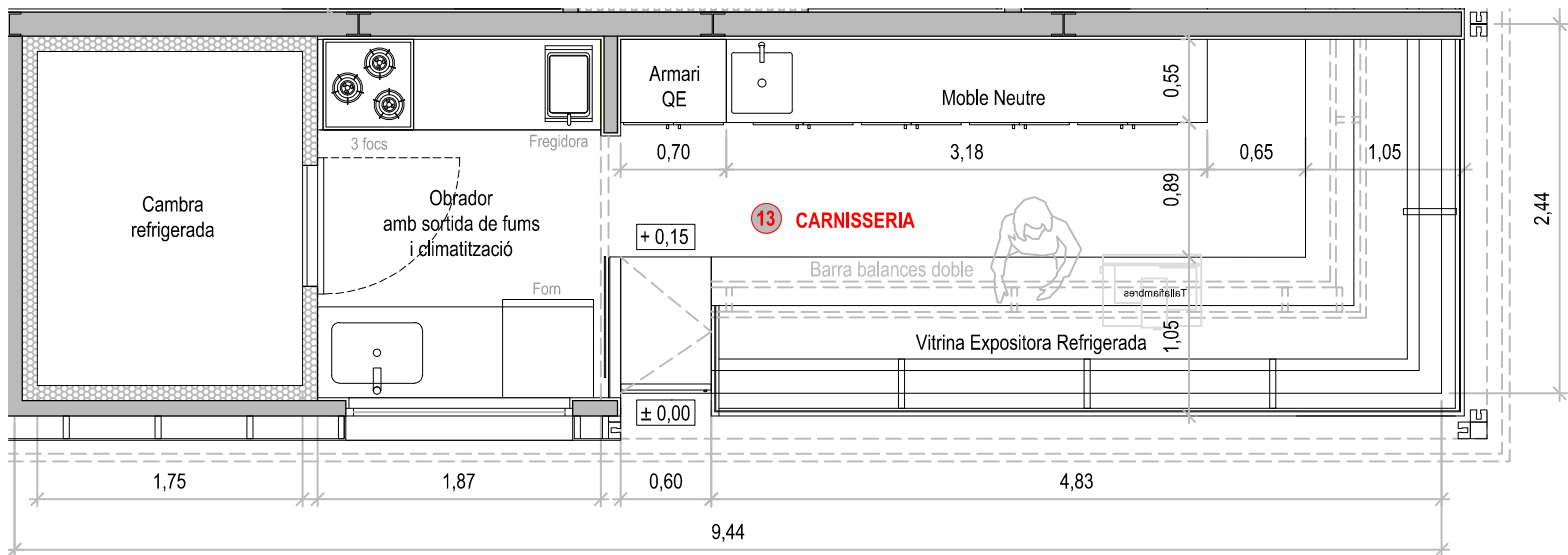 Armari
QE
Moble Neutre
0,55
3 focs
Fregidora
0,70
3,18
0,65
1,05
0,89
2,44
Cambra
refrigerada
Obrador
amb sortida de fums
i climatització
13 CARNISSERIA
+ 0,15
Barra balances doble
Tallafiambres
Forn
Vitrina Expositora Refrigerada
1,05
± 0,00
1,75
1,87
0,60
4,83
9,44